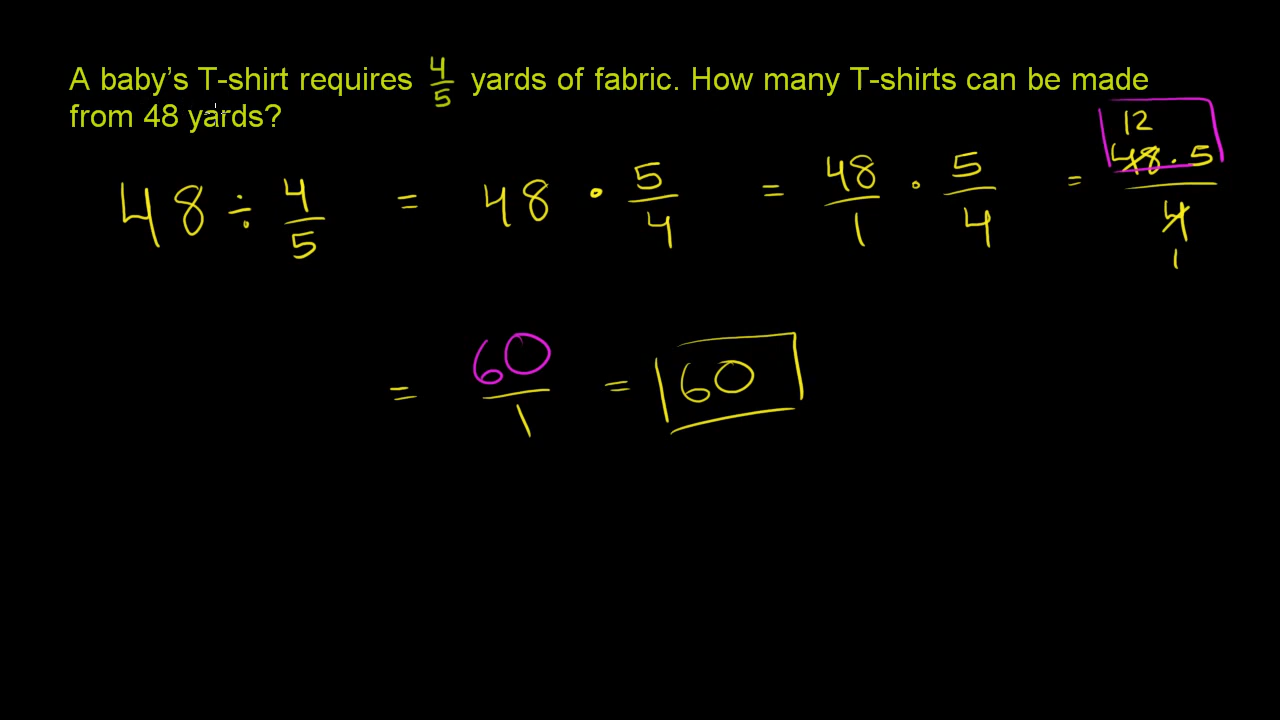 A baby's T-shirt requires 4/5 yards of fabric. How many T-shirts can be made
from 48 yards?
48 ÷ 4/5 = 48 · 5/4 = 48/1 · 5/4 = 12 48 · 5 / 4 1
= 60/1 = 60